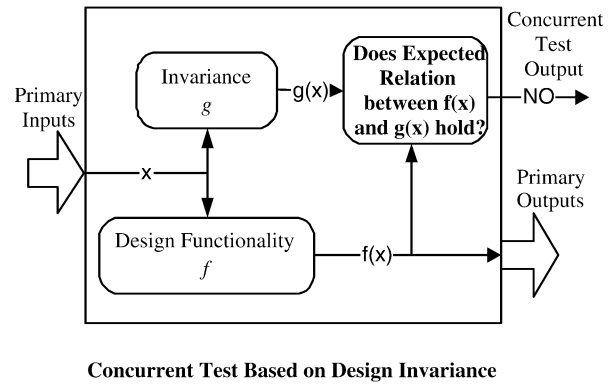 Concurrent
Test
Output
Primary
Inputs
Invariance
g
g(x)
Does Expected
Relation
between f(x)
and g(x) hold?
NO
x
Primary
Outputs
Design Functionality
f
f(x)
Concurrent Test Based on Design Invariance